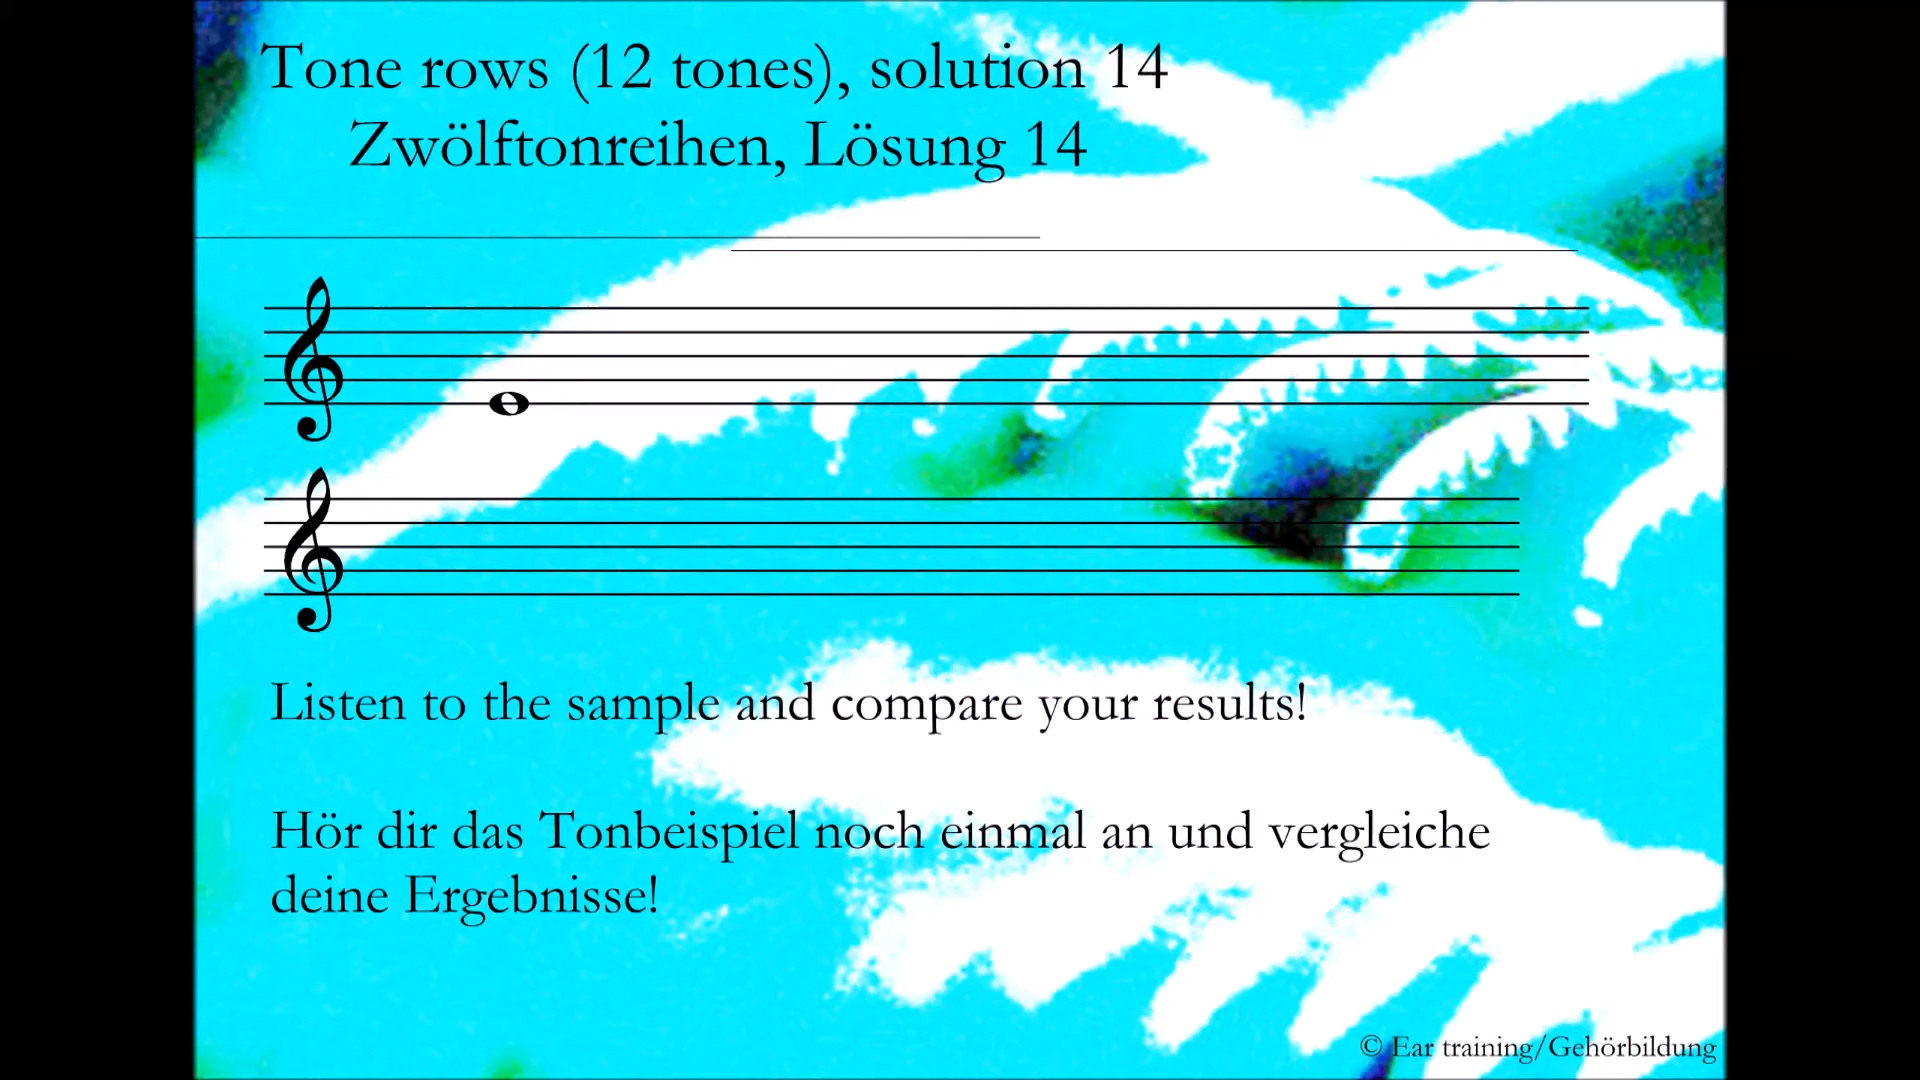 Tone rows (12 tones), solution 14
Zwölftonreihen, Lösung 14
Listen to the sample and compare your results!
Hör dir das Tonbeispiel noch einmal an und vergleiche
deine Ergebnisse!
© Ear training/Gehörbildung